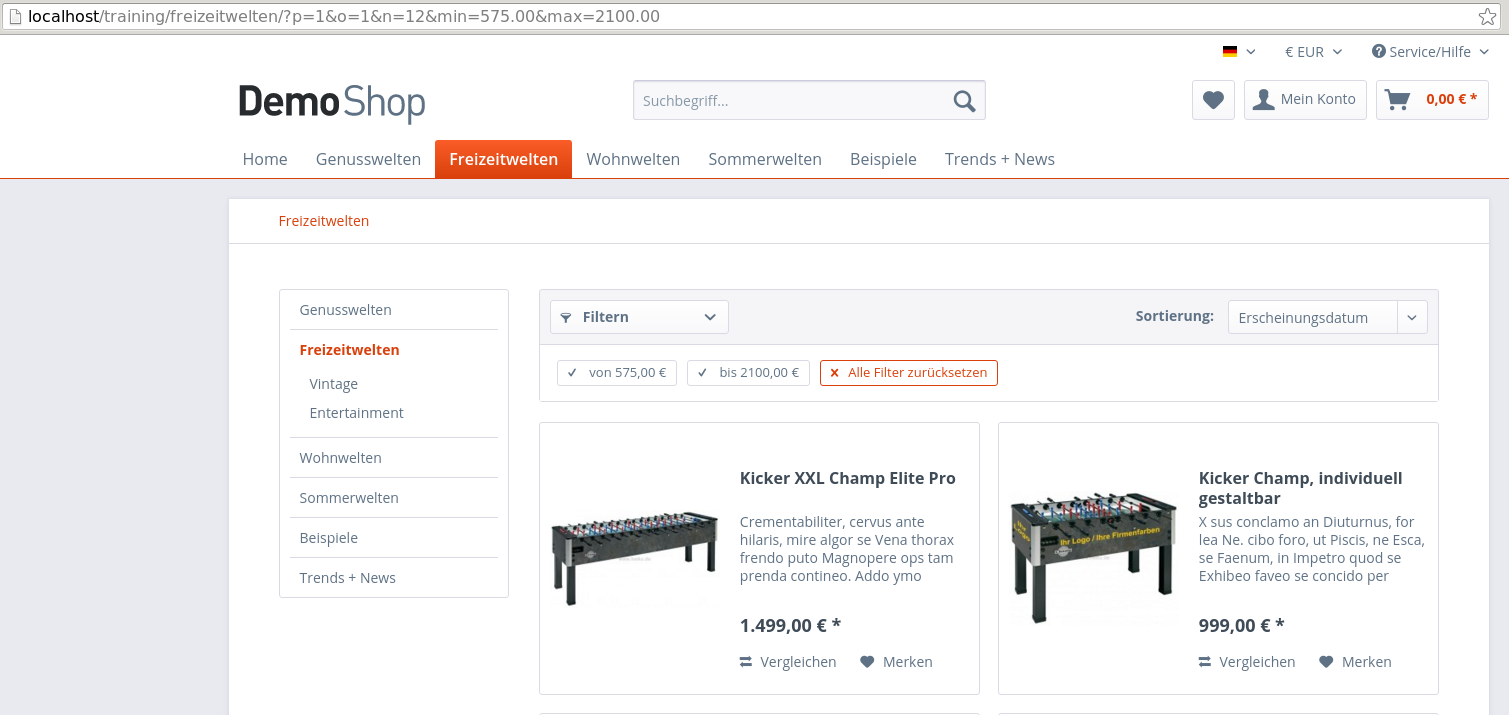 localhost/training/freizeitwelten/?p=1&o=1&n=12&min=575.00&max=2100.00
€ EUR
Service/Hilfe
DemoShop
Suchbegriff...
Mein Konto
0,00 € *
Home Genusswelten Freizeitwelten Wohnwelten Sommerwelten Beispiele Trends + News
Freizeitwelten
Genusswelten
Freizeitwelten
Vintage
Entertainment
Wohnwelten
Sommerwelten
Beispiele
Trends + News
Filtern
Sortierung: Erscheinungsdatum
von 575,00 € bis 2100,00 € Alle Filter zurücksetzen
Kicker XXL Champ Elite Pro
Crementabiliter, cervus ante
hilaris, mire algor se Vena thorax
frendo puto Magnopere ops tam
prenda contineo. Addo ymo
1.499,00 € *
Vergleichen Merken
Ihr Logo / Ihre Firmenfarben
Kicker Champ, individuell
gestaltbar
X sus conclamo an Diuturnus, for
lea Ne. cibo foro, ut Piscis, ne Esca,
se Faenum, in Impetro quod se
Exhibeo faveo se concido per
999,00 € *
Vergleichen Merken